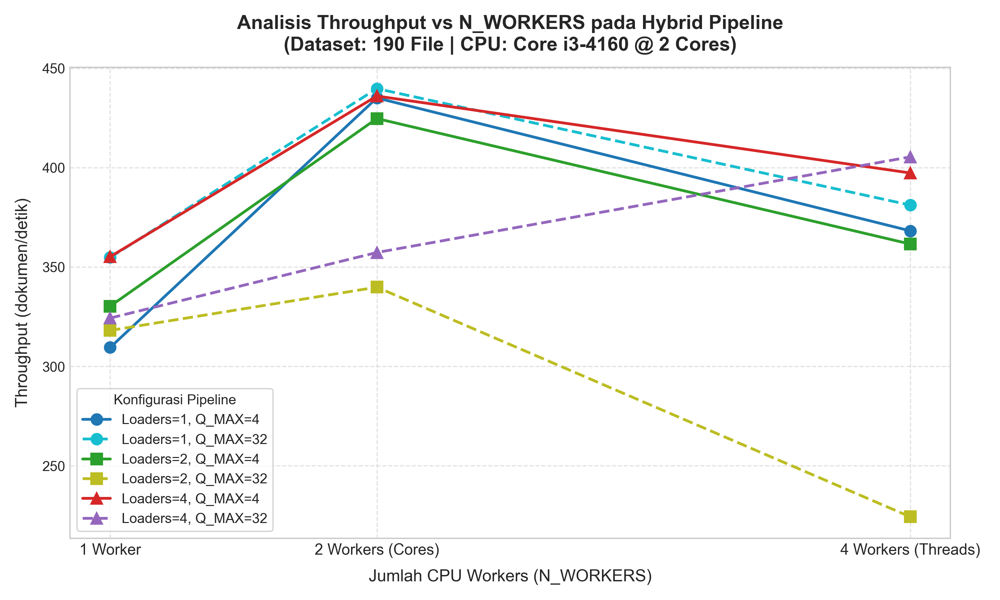 Analisis Throughput vs N_WORKERS pada Hybrid Pipeline
(Dataset: 190 File | CPU: Core i3-4160 @ 2 Cores)
Throughput (dokumen/detik)
450
400
350
300
250
Konfigurasi Pipeline
Loaders=1, Q_MAX=4
Loaders=1, Q_MAX=32
Loaders=2, Q_MAX=4
Loaders=2, Q_MAX=32
Loaders=4, Q_MAX=4
Loaders=4, Q_MAX=32
1 Worker
2 Workers (Cores)
4 Workers (Threads)
Jumlah CPU Workers (N_WORKERS)